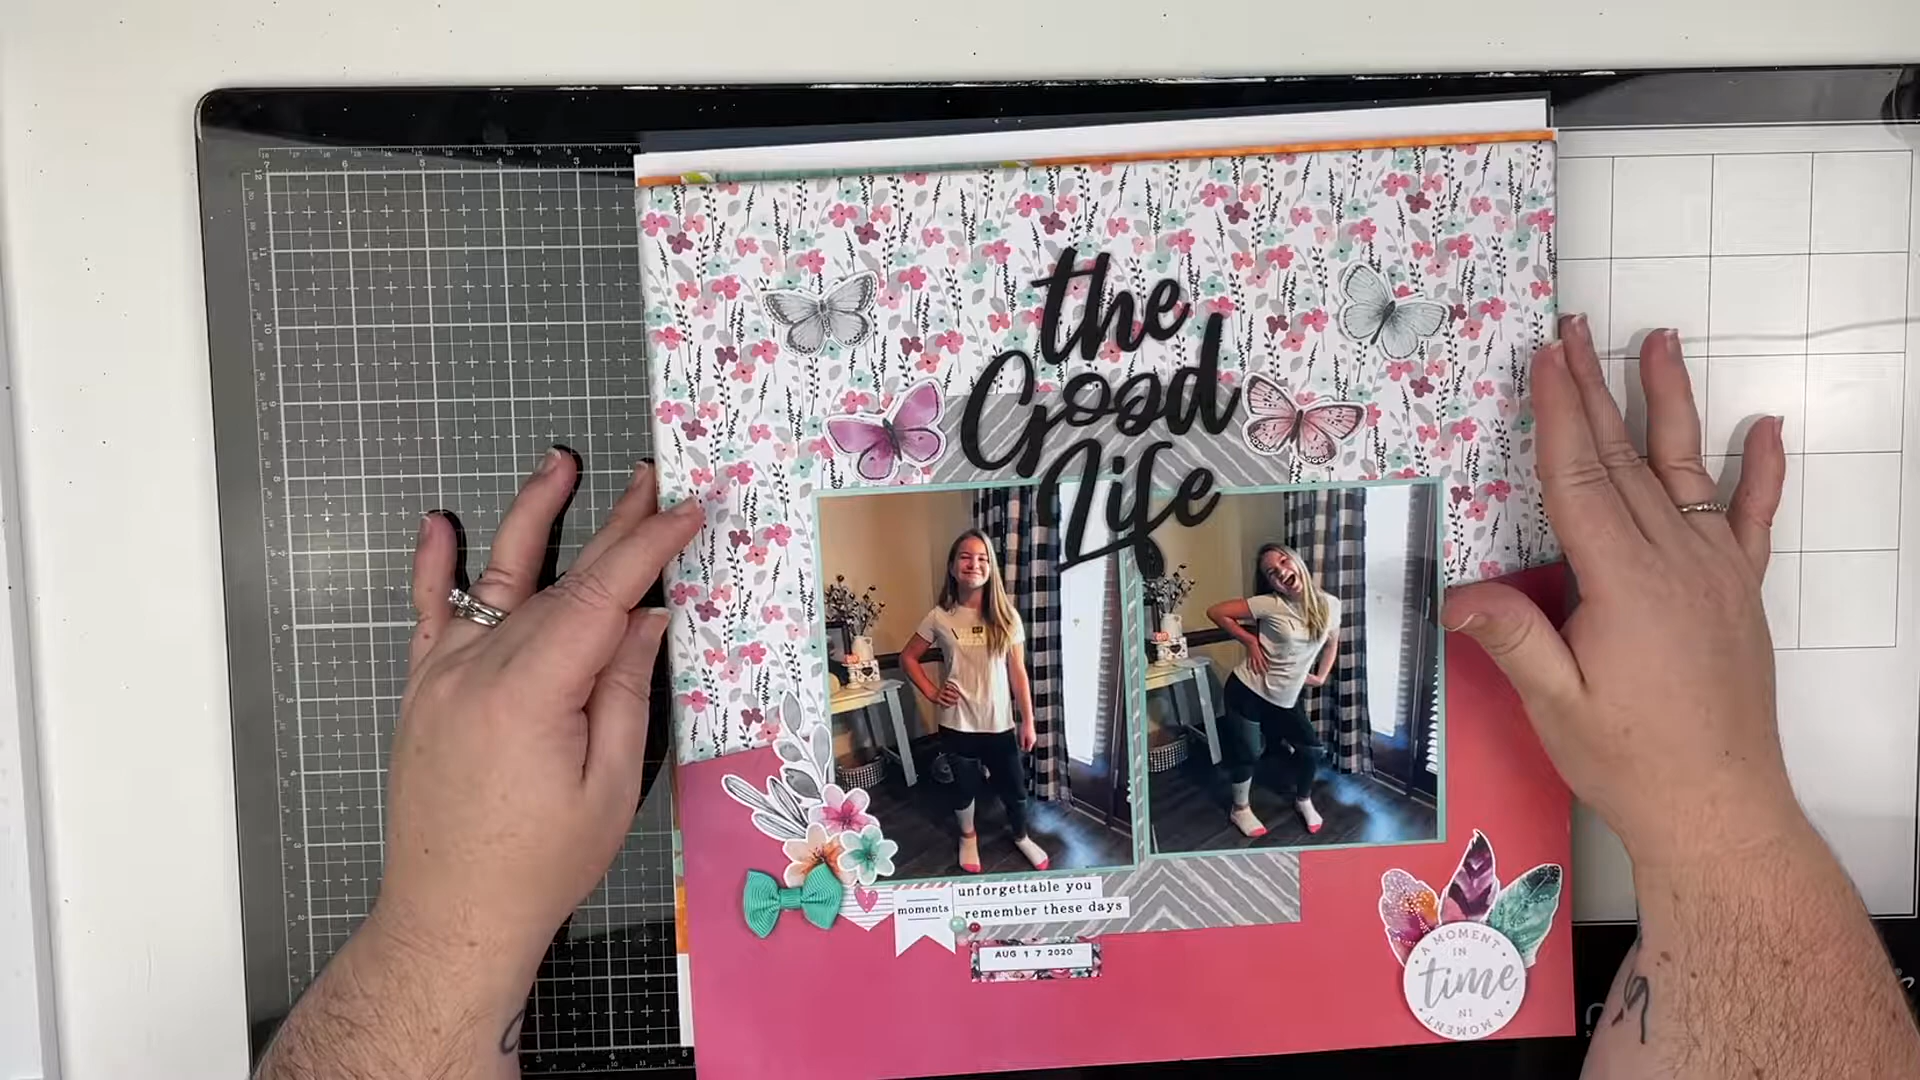 the
Good
Life
unforgettable you
moments
remember these days
AUG 1 7 2020
A MOMENT
IN
time
IN
A MOMENT